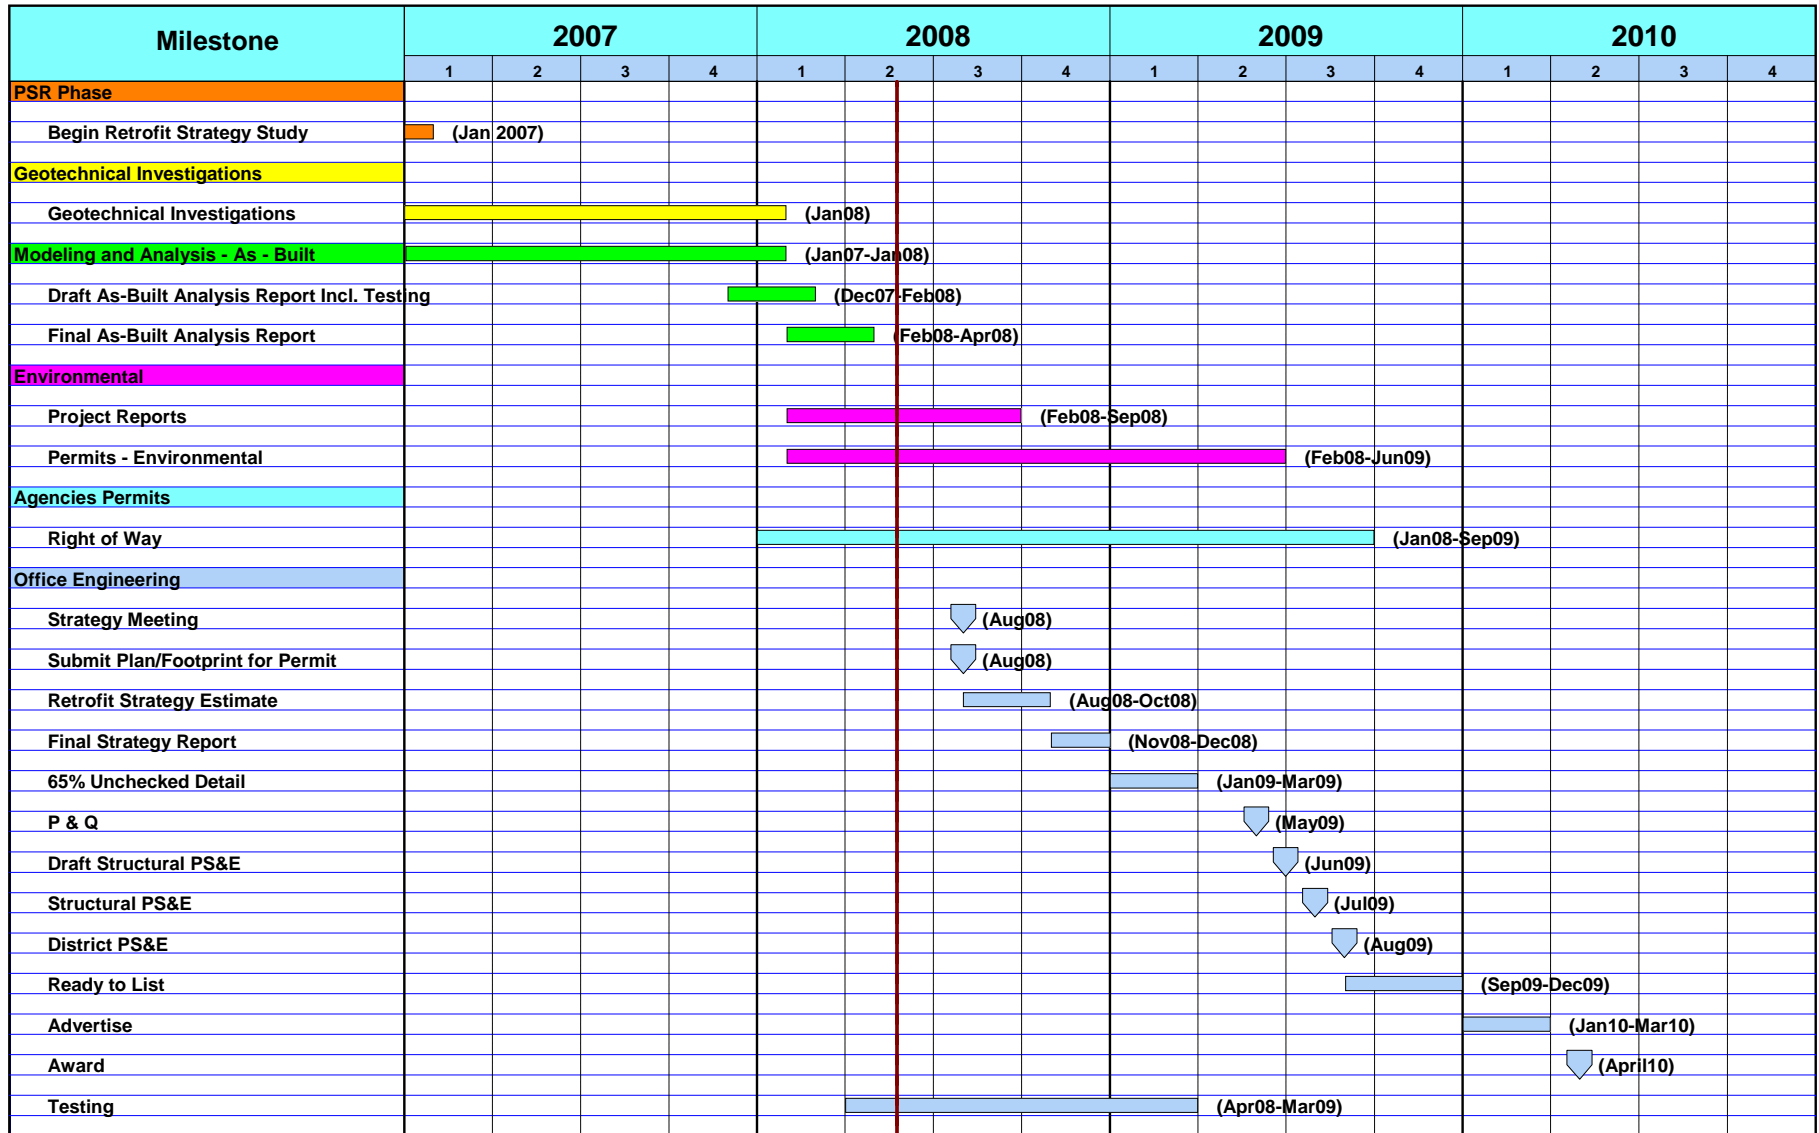 Milestone 2007 2008 2009 2010
1 2 3 4 1 2 3 4 1 2 3 4 1 2 3 4
PSR Phase
Begin Retrofit Strategy Study (Jan 2007)
Geotechnical Investigations
Geotechnical Investigations (Jan08)
Modeling and Analysis - As - Built (Jan07-Jan08)
Draft As-Built Analysis Report Incl. Testing (Dec07-Feb08)
Final As-Built Analysis Report (Feb08-Apr08)
Environmental
Project Reports (Feb08-Sep08)
Permits - Environmental (Feb08-Jun09)
Agencies Permits
Right of Way (Jan08-Sep09)
Office Engineering
Strategy Meeting (Aug08)
Submit Plan/Footprint for Permit (Aug08)
Retrofit Strategy Estimate (Aug08-Oct08)
Final Strategy Report (Nov08-Dec08)
65% Unchecked Detail (Jan09-Mar09)
P & Q (May09)
Draft Structural PS&E (Jun09)
Structural PS&E (Jul09)
District PS&E (Aug09)
Ready to List (Sep09-Dec09)
Advertise (Jan10-Mar10)
Award (April10)
Testing (Apr08-Mar09)